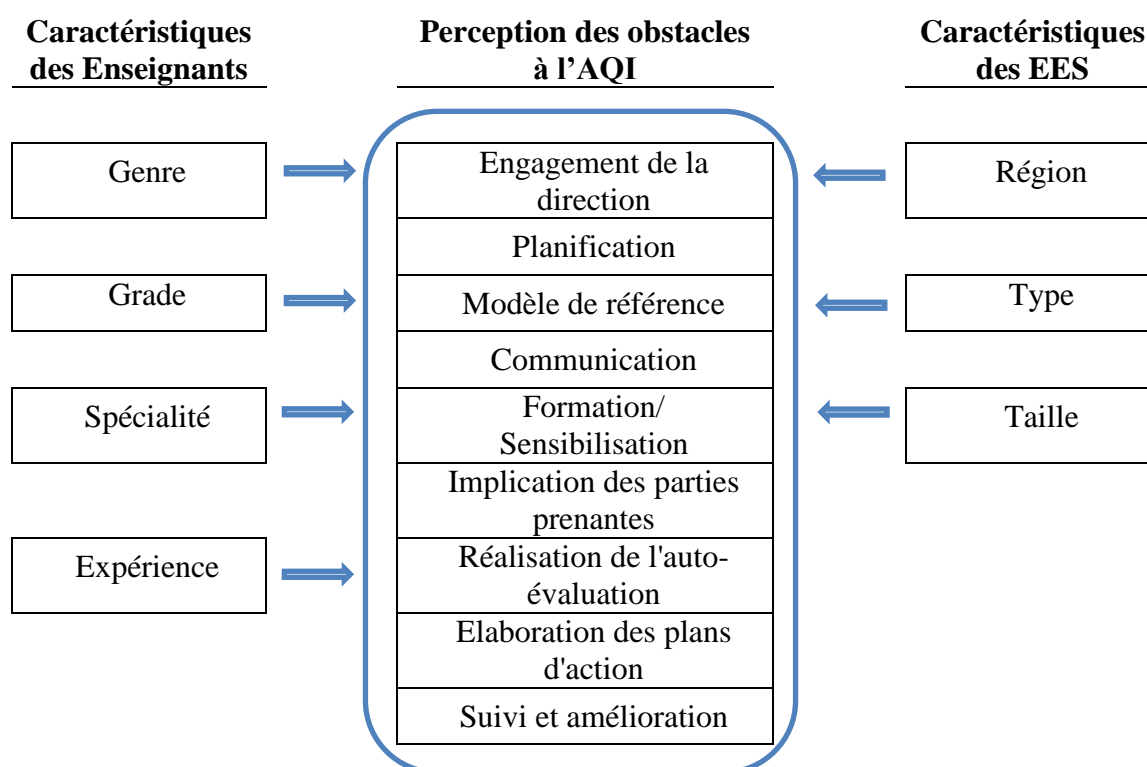 Caractéristiques
des Enseignants
Perception des obstacles
à l’AQI
Caractéristiques
des EES
Genre
Grade
Spécialité
Expérience
Engagement de la
direction
Planification
Modèle de référence
Communication
Formation/
Sensibilisation
Implication des parties
prenantes
Réalisation de l'auto-
évaluation
Elaboration des plans
d'action
Suivi et amélioration
Région
Type
Taille